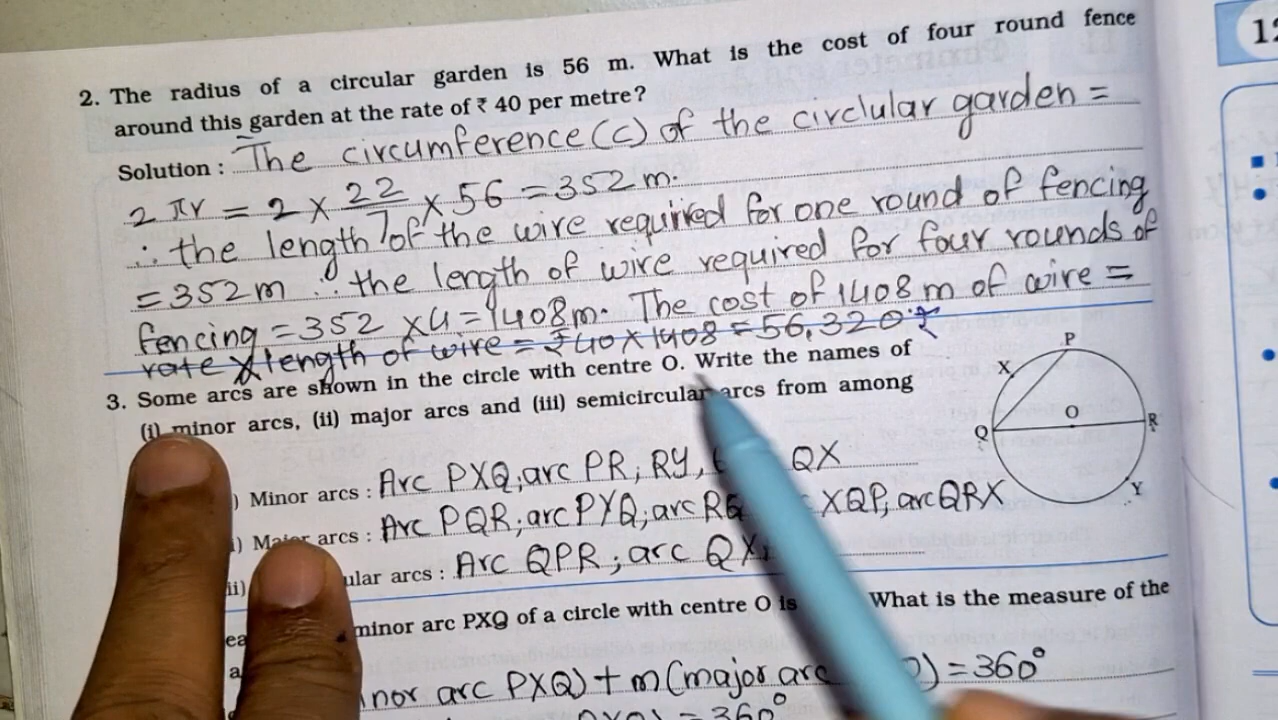 2. The radius of a circular garden is 56 m. What is the cost of four round fence
around this garden at the rate of ₹ 40 per metre?
Solution : The circumference (c) of the circlular garden =
2 πr = 2 × 22/7 × 56 = 352 m.
∴ the length of the wire required for one round of fencing
= 352 m ∴ the length of wire required for four rounds of
fencing = 352 × 4 = 1408 m. The cost of 1408 m of wire =
rate × length of wire = ₹ 40 × 1408 = 56,320 ₹
3. Some arcs are shown in the circle with centre O. Write the names of
(i) minor arcs, (ii) major arcs and (iii) semicircular arcs from among
) Minor arcs : Arc PXQ, arc PR, RY, QX
i) Major arcs : Arc PQR, arc PYQ, arc XQP, arc QRX
ii) ular arcs : Arc QPR, arc
minor arc PXQ of a circle with centre O is What is the measure of the
nor arc PXQ) + m(major arc ) = 360°
= 360°
P
X
O
Q
R
Y